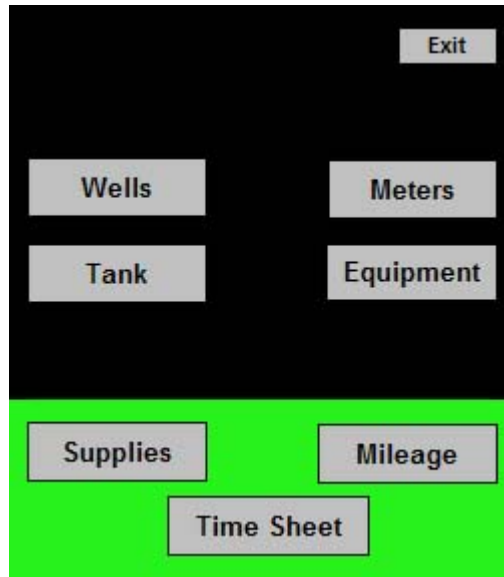 Exit
Wells
Meters
Tank
Equipment
Supplies
Mileage
Time Sheet